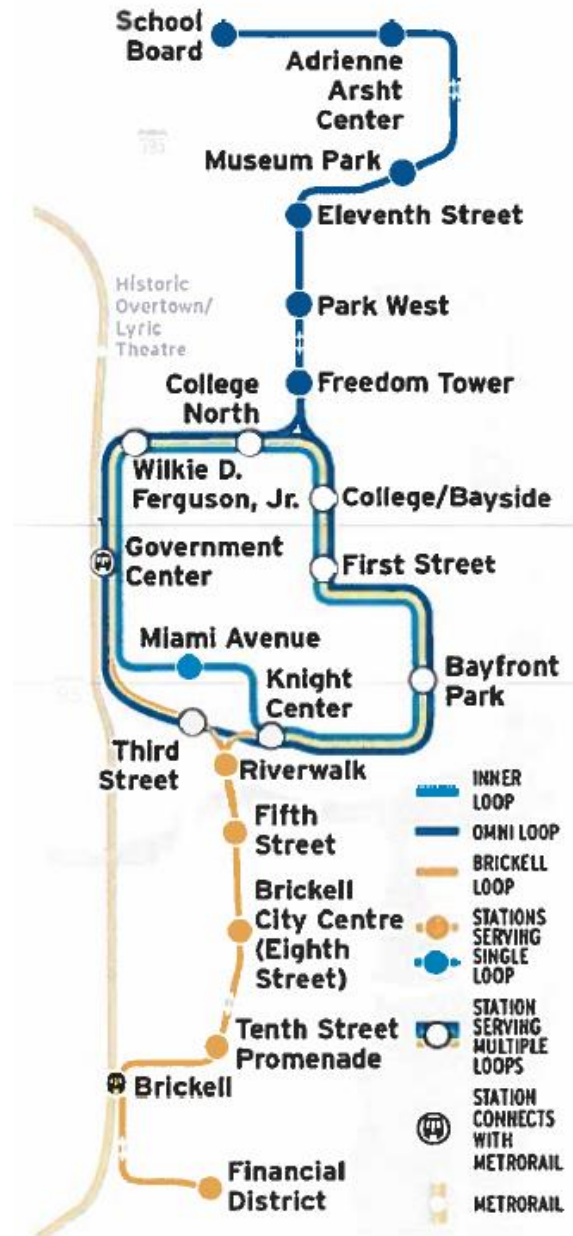 School
Board
Adrienne
Arsht
Center
Museum Park
Eleventh Street
Historic
Overtown/
Lyric
Theatre
Park West
College
North
Freedom Tower
Wilkie D.
Ferguson, Jr.
College/Bayside
Government
Center
First Street
Miami Avenue
Knight
Center
Bayfront
Park
Third
Street
Riverwalk
Fifth
Street
Brickell
City Centre
(Eighth
Street)
Tenth Street
Promenade
Brickell
Financial
District
INNER
LOOP
OMNI LOOP
BRICKELL
LOOP
STATIONS
SERVING
SINGLE
LOOP
STATION
SERVING
MULTIPLE
LOOPS
STATION
CONNECTS
WITH
METRORAIL
METRORAIL